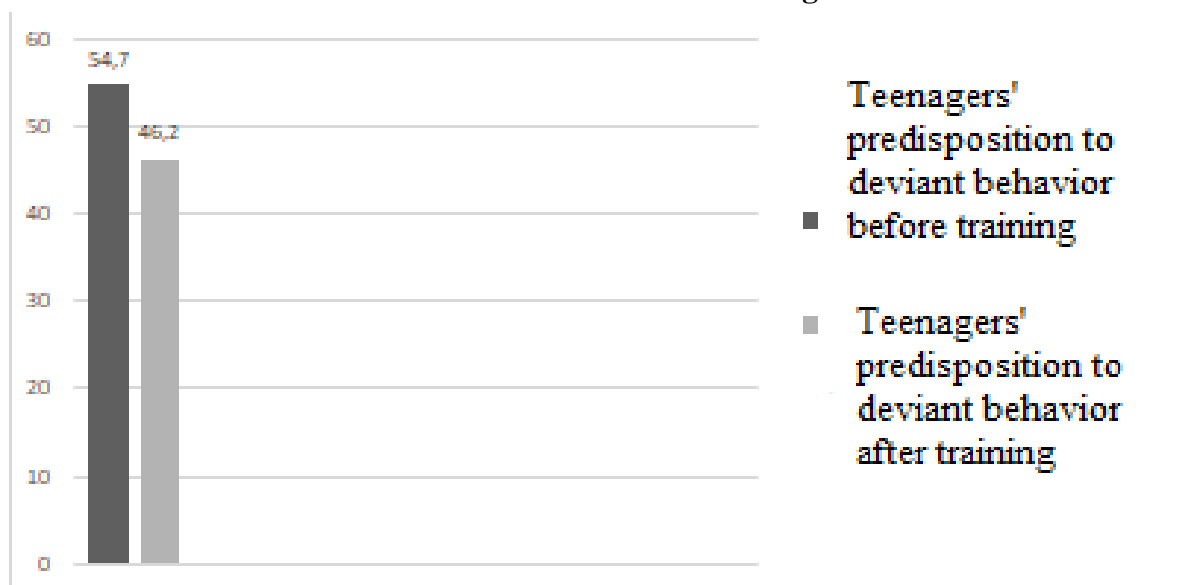 60
54,7
50
46,2
40
30
20
10
0
Teenagers'
predisposition to
deviant behavior
before training
Teenagers'
predisposition to
deviant behavior
after training